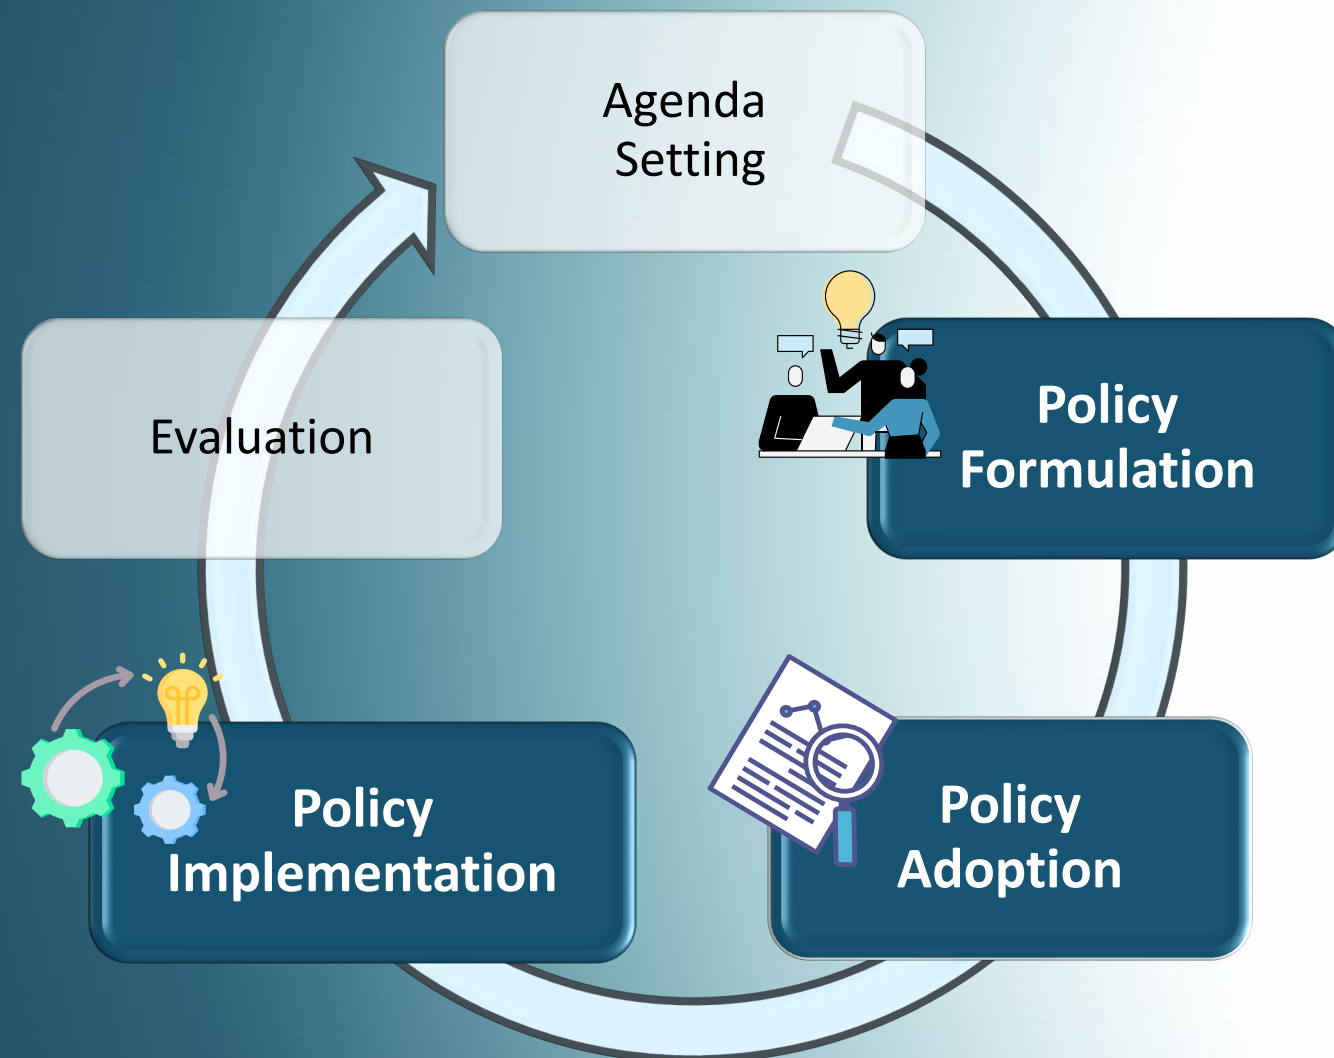 Agenda
Setting
Policy
Formulation
Policy
Adoption
Policy
Implementation
Evaluation